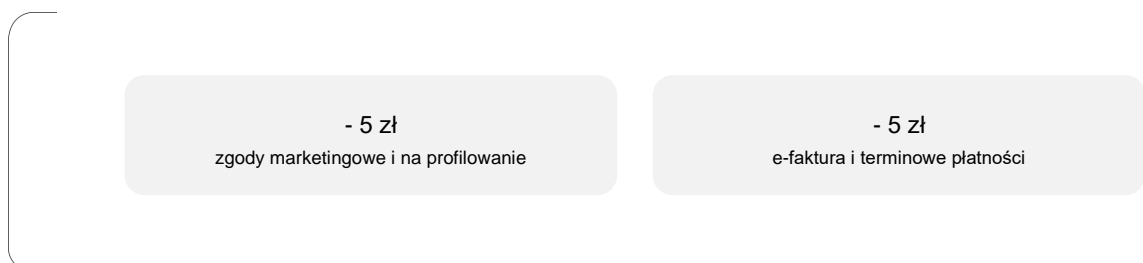 - 5 zł
zgody marketingowe i na profilowanie
- 5 zł
e-faktura i terminowe płatności